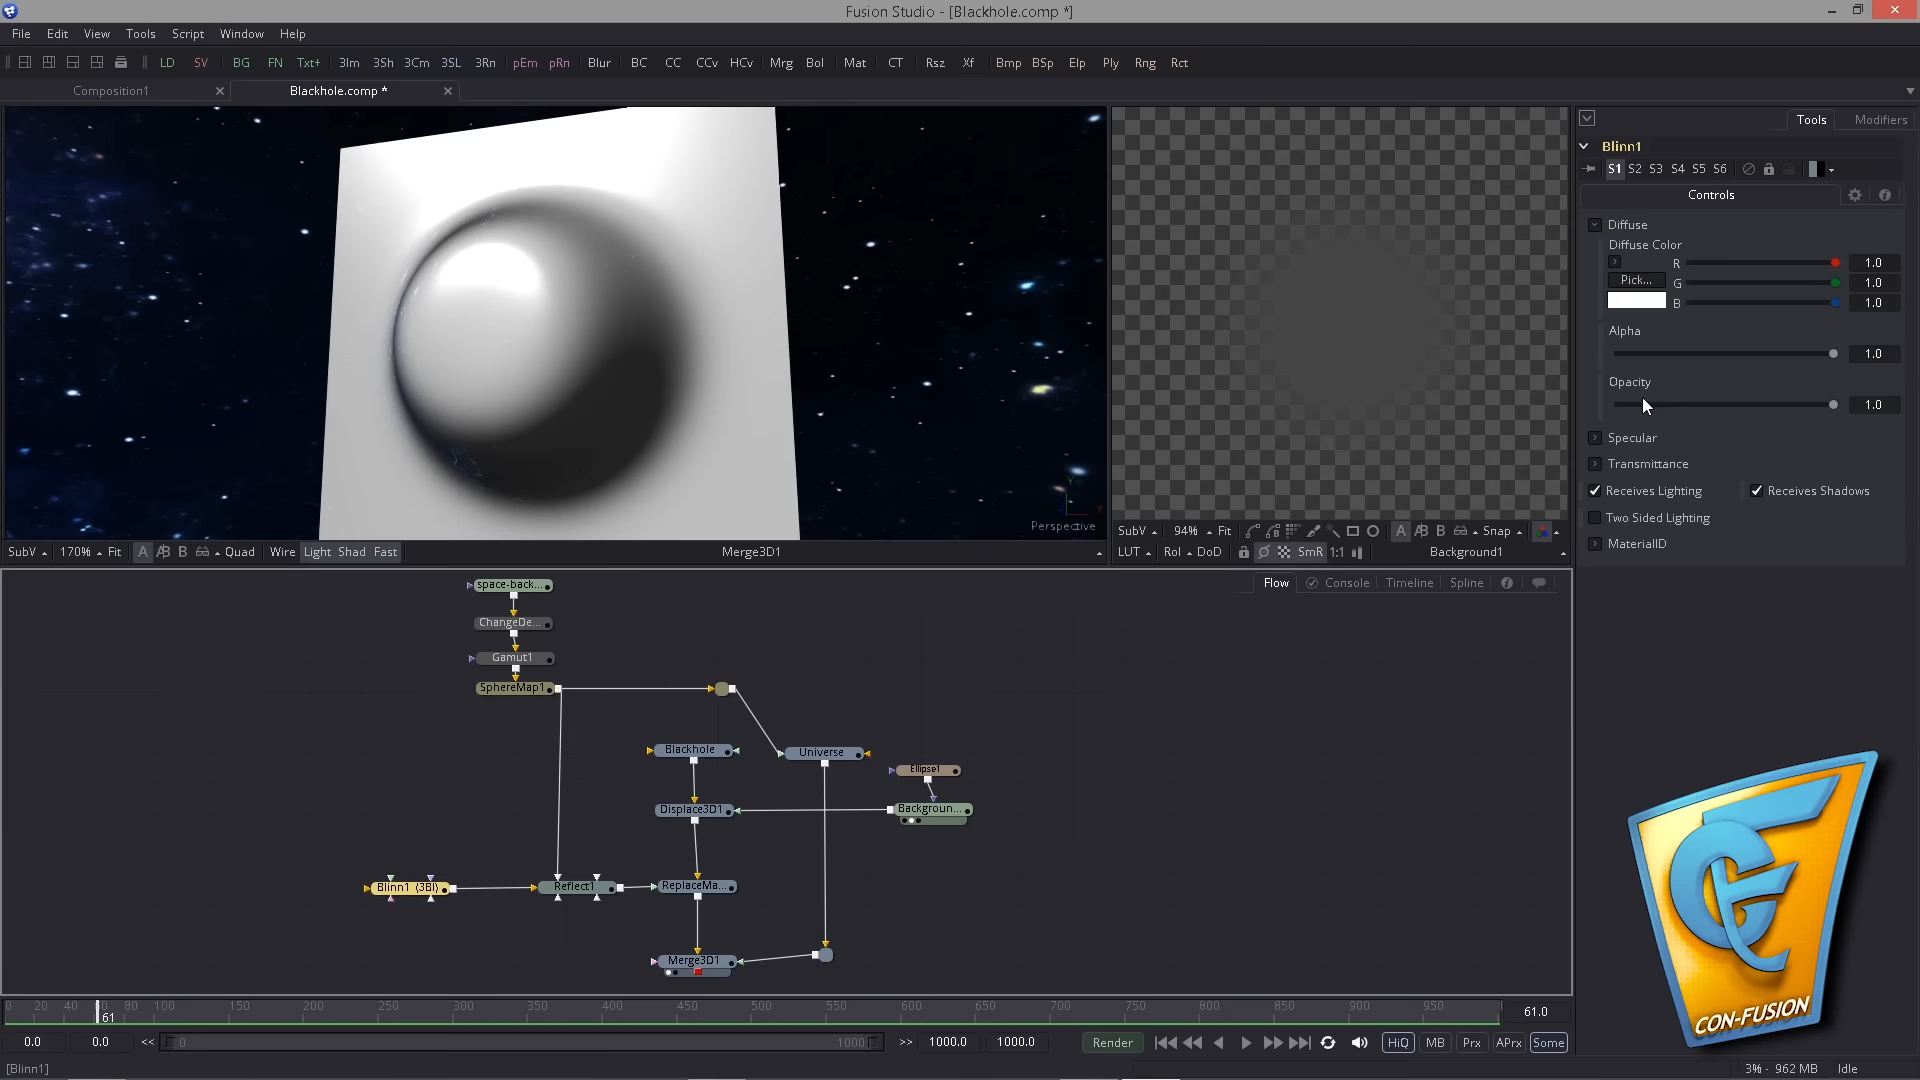 Fusion Studio - [Blackhole.comp *]
File Edit View Tools Script Window Help
LD SV BG FN Txt+ 3Im 3Sh 3Cm 3SL 3Rn pEm pRn Blur BC CC CCv HCv Mrg Bol Mat CT Rsz Xf Bmp BSp Elp Ply Rng Rct
Composition1 Blackhole.comp *
Tools Modifiers
Blinn1
S1 S2 S3 S4 S5 S6
Controls
Diffuse
Diffuse Color
R 1.0
Pick... G 1.0
B 1.0
Alpha
1.0
Opacity
1.0
Specular
Transmittance
Receives Lighting Receives Shadows
Two Sided Lighting
MaterialID
Perspective
SubV 170% Fit A AB B Quad Wire Light Shad Fast Merge3D1
SubV 94% Fit A AB B Snap
LUT RoI DoD SmR 1:1 Background1
Flow Console Timeline Spline
space-back...
ChangeDe...
Gamut1
SphereMap1
Blackhole
Universe
Ellipse1
Displace3D1
Backgroun...
Blinn1 (3Bl)
Reflect1
ReplaceMa...
Merge3D1
CON-FUSION
0 20 40 60 80 100 150 200 250 300 350 400 450 500 550 600 650 700 750 800 850 900 950
61
61.0
0.0 0.0 << 0 1000 >> 1000.0 1000.0 Render HiQ MB Prx APrx Some
[Blinn1]
3% - 962 MB Idle